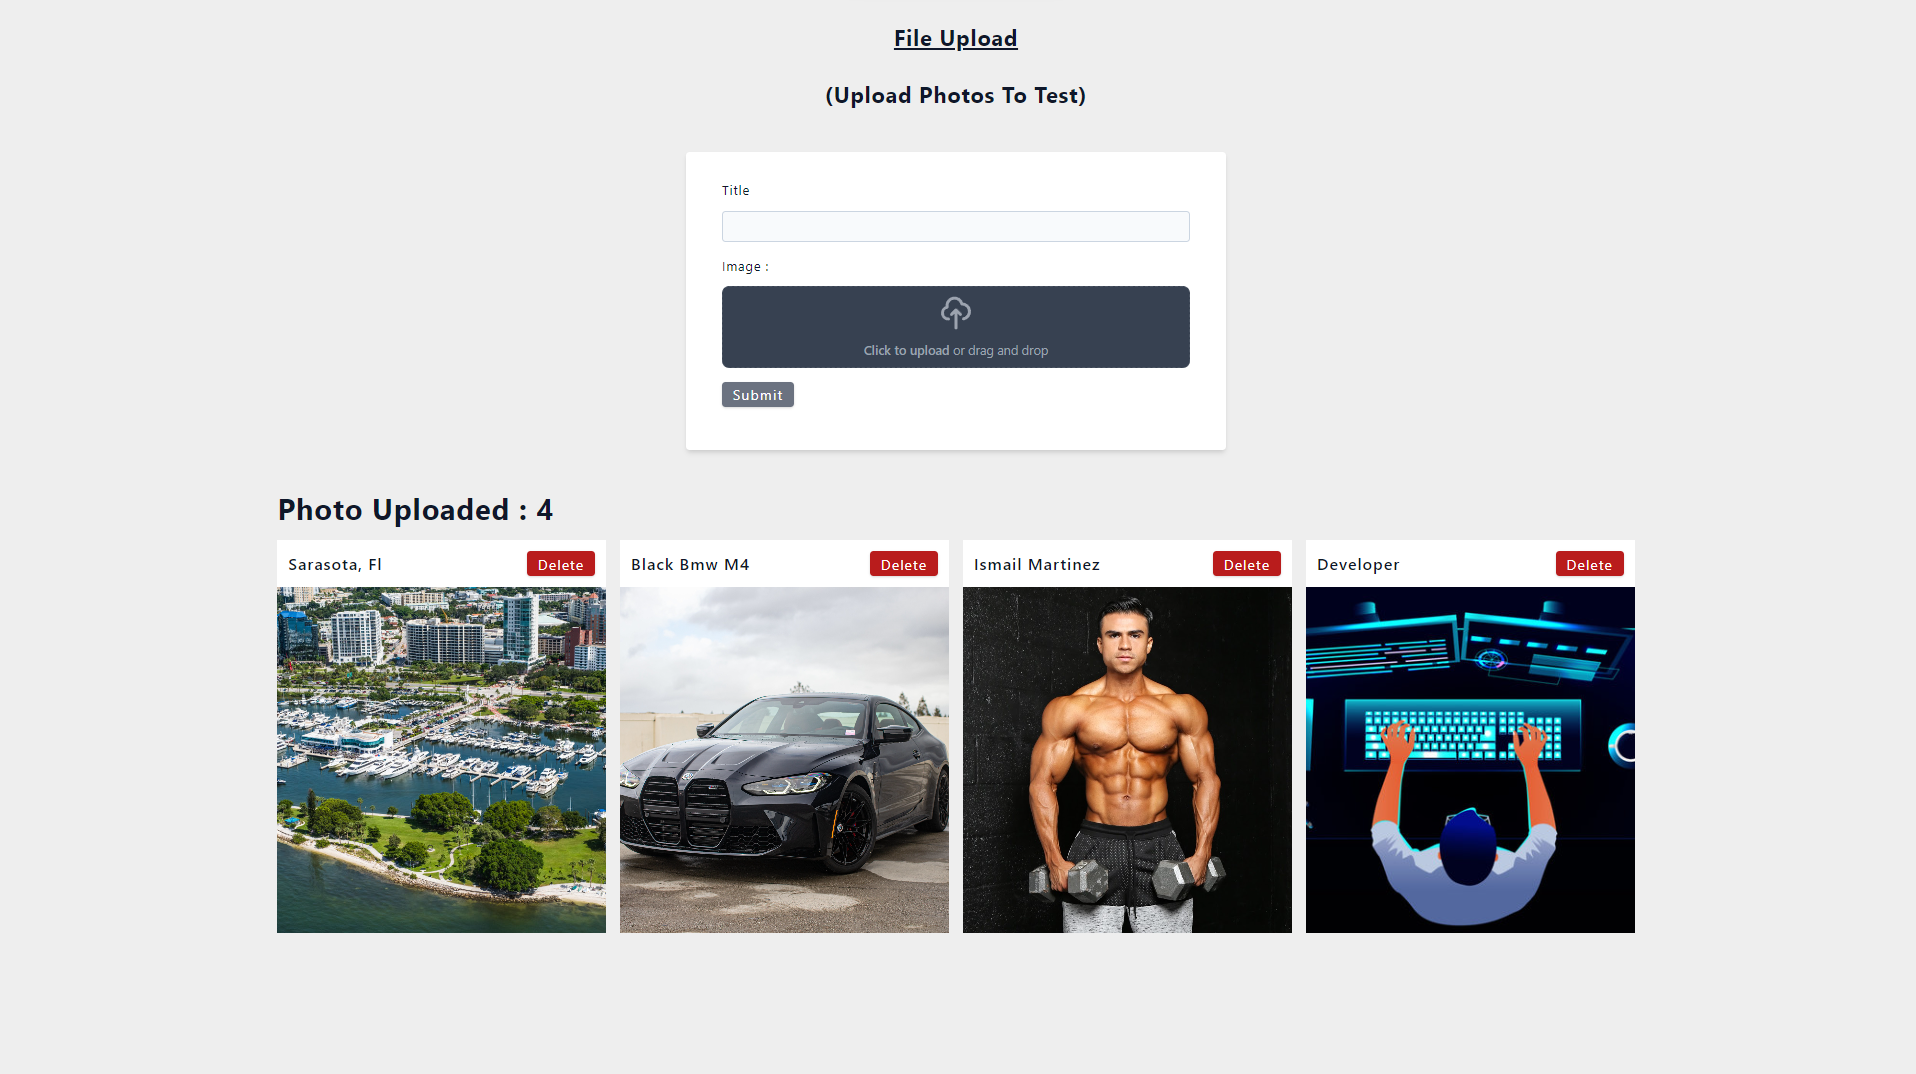 File Upload
(Upload Photos To Test)
Title
Image :
Click to upload or drag and drop
Submit
Photo Uploaded : 4
Sarasota, Fl
Delete
Black Bmw M4
Delete
Ismail Martinez
Delete
Developer
Delete